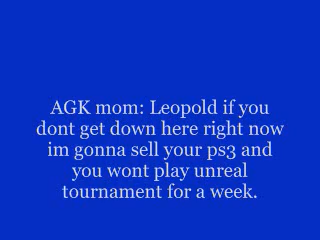 AGK mom: Leopold if you
dont get down here right now
im gonna sell your ps3 and
you wont play unreal
tournament for a week.